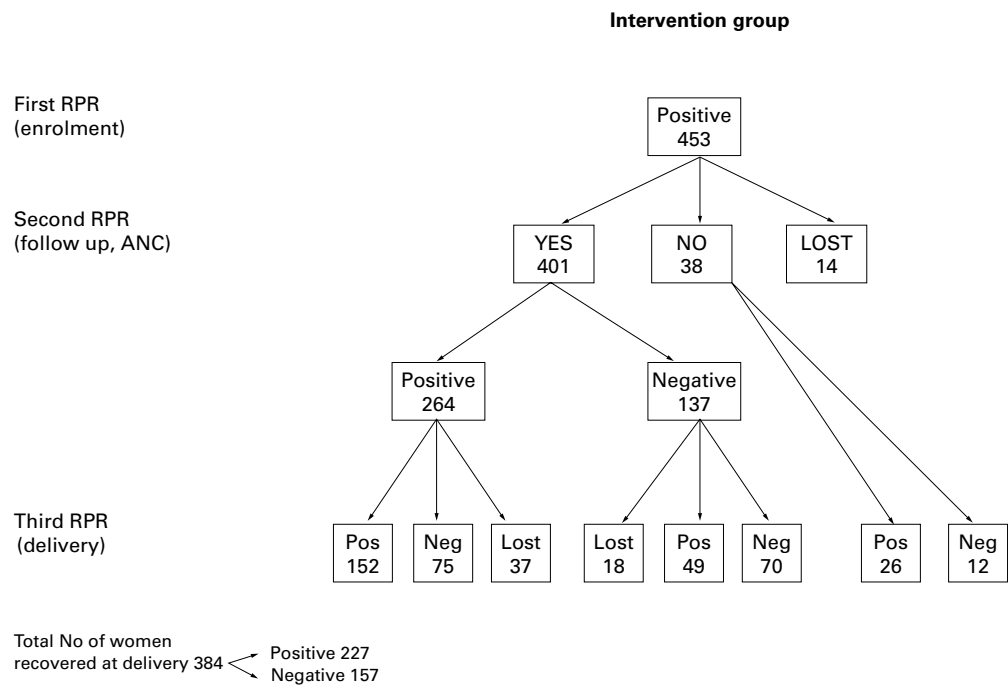 Intervention group
First RPR
(enrolment)
Positive
453
Second RPR
(follow up, ANC)
YES
401
NO
38
LOST
14
Positive
264
Negative
137
Third RPR
(delivery)
Pos
152
Neg
75
Lost
37
Lost
18
Pos
49
Neg
70
Pos
26
Neg
12
Total No of women
recovered at delivery 384
Positive 227
Negative 157